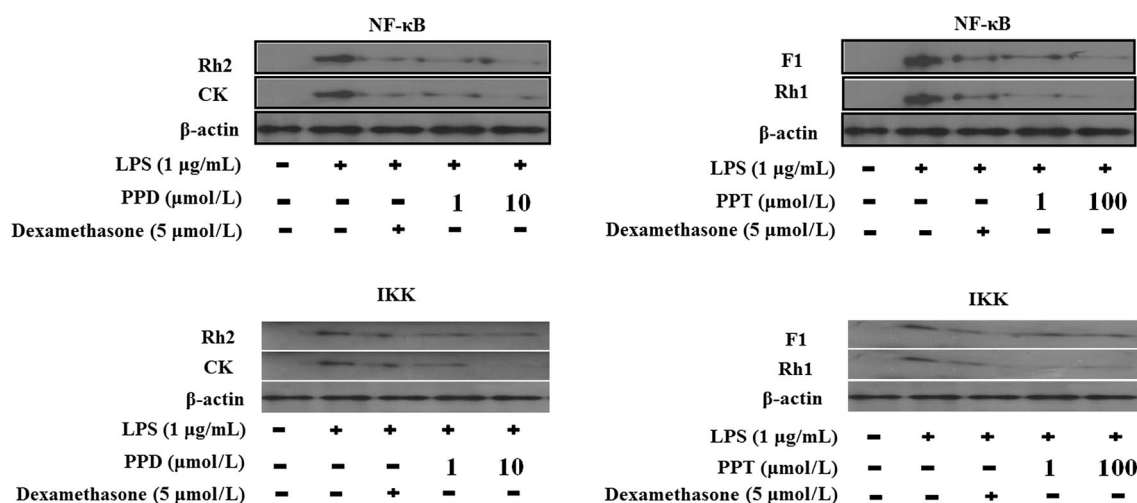 NF-κB
Rh2
CK
β-actin
LPS (1 μg/mL) - + + + +
PPD (μmol/L) - - - 1 10
Dexamethasone (5 μmol/L) - - + - -
NF-κB
F1
Rh1
β-actin
LPS (1 μg/mL) - + + + +
PPT (μmol/L) - - - 1 100
Dexamethasone (5 μmol/L) - - + - -
IKK
Rh2
CK
β-actin
LPS (1 μg/mL) - + + + +
PPD (μmol/L) - - - 1 10
Dexamethasone (5 μmol/L) - - + - -
IKK
F1
Rh1
β-actin
LPS (1 μg/mL) - + + + +
PPT (μmol/L) - - - 1 100
Dexamethasone (5 μmol/L) - - + - -